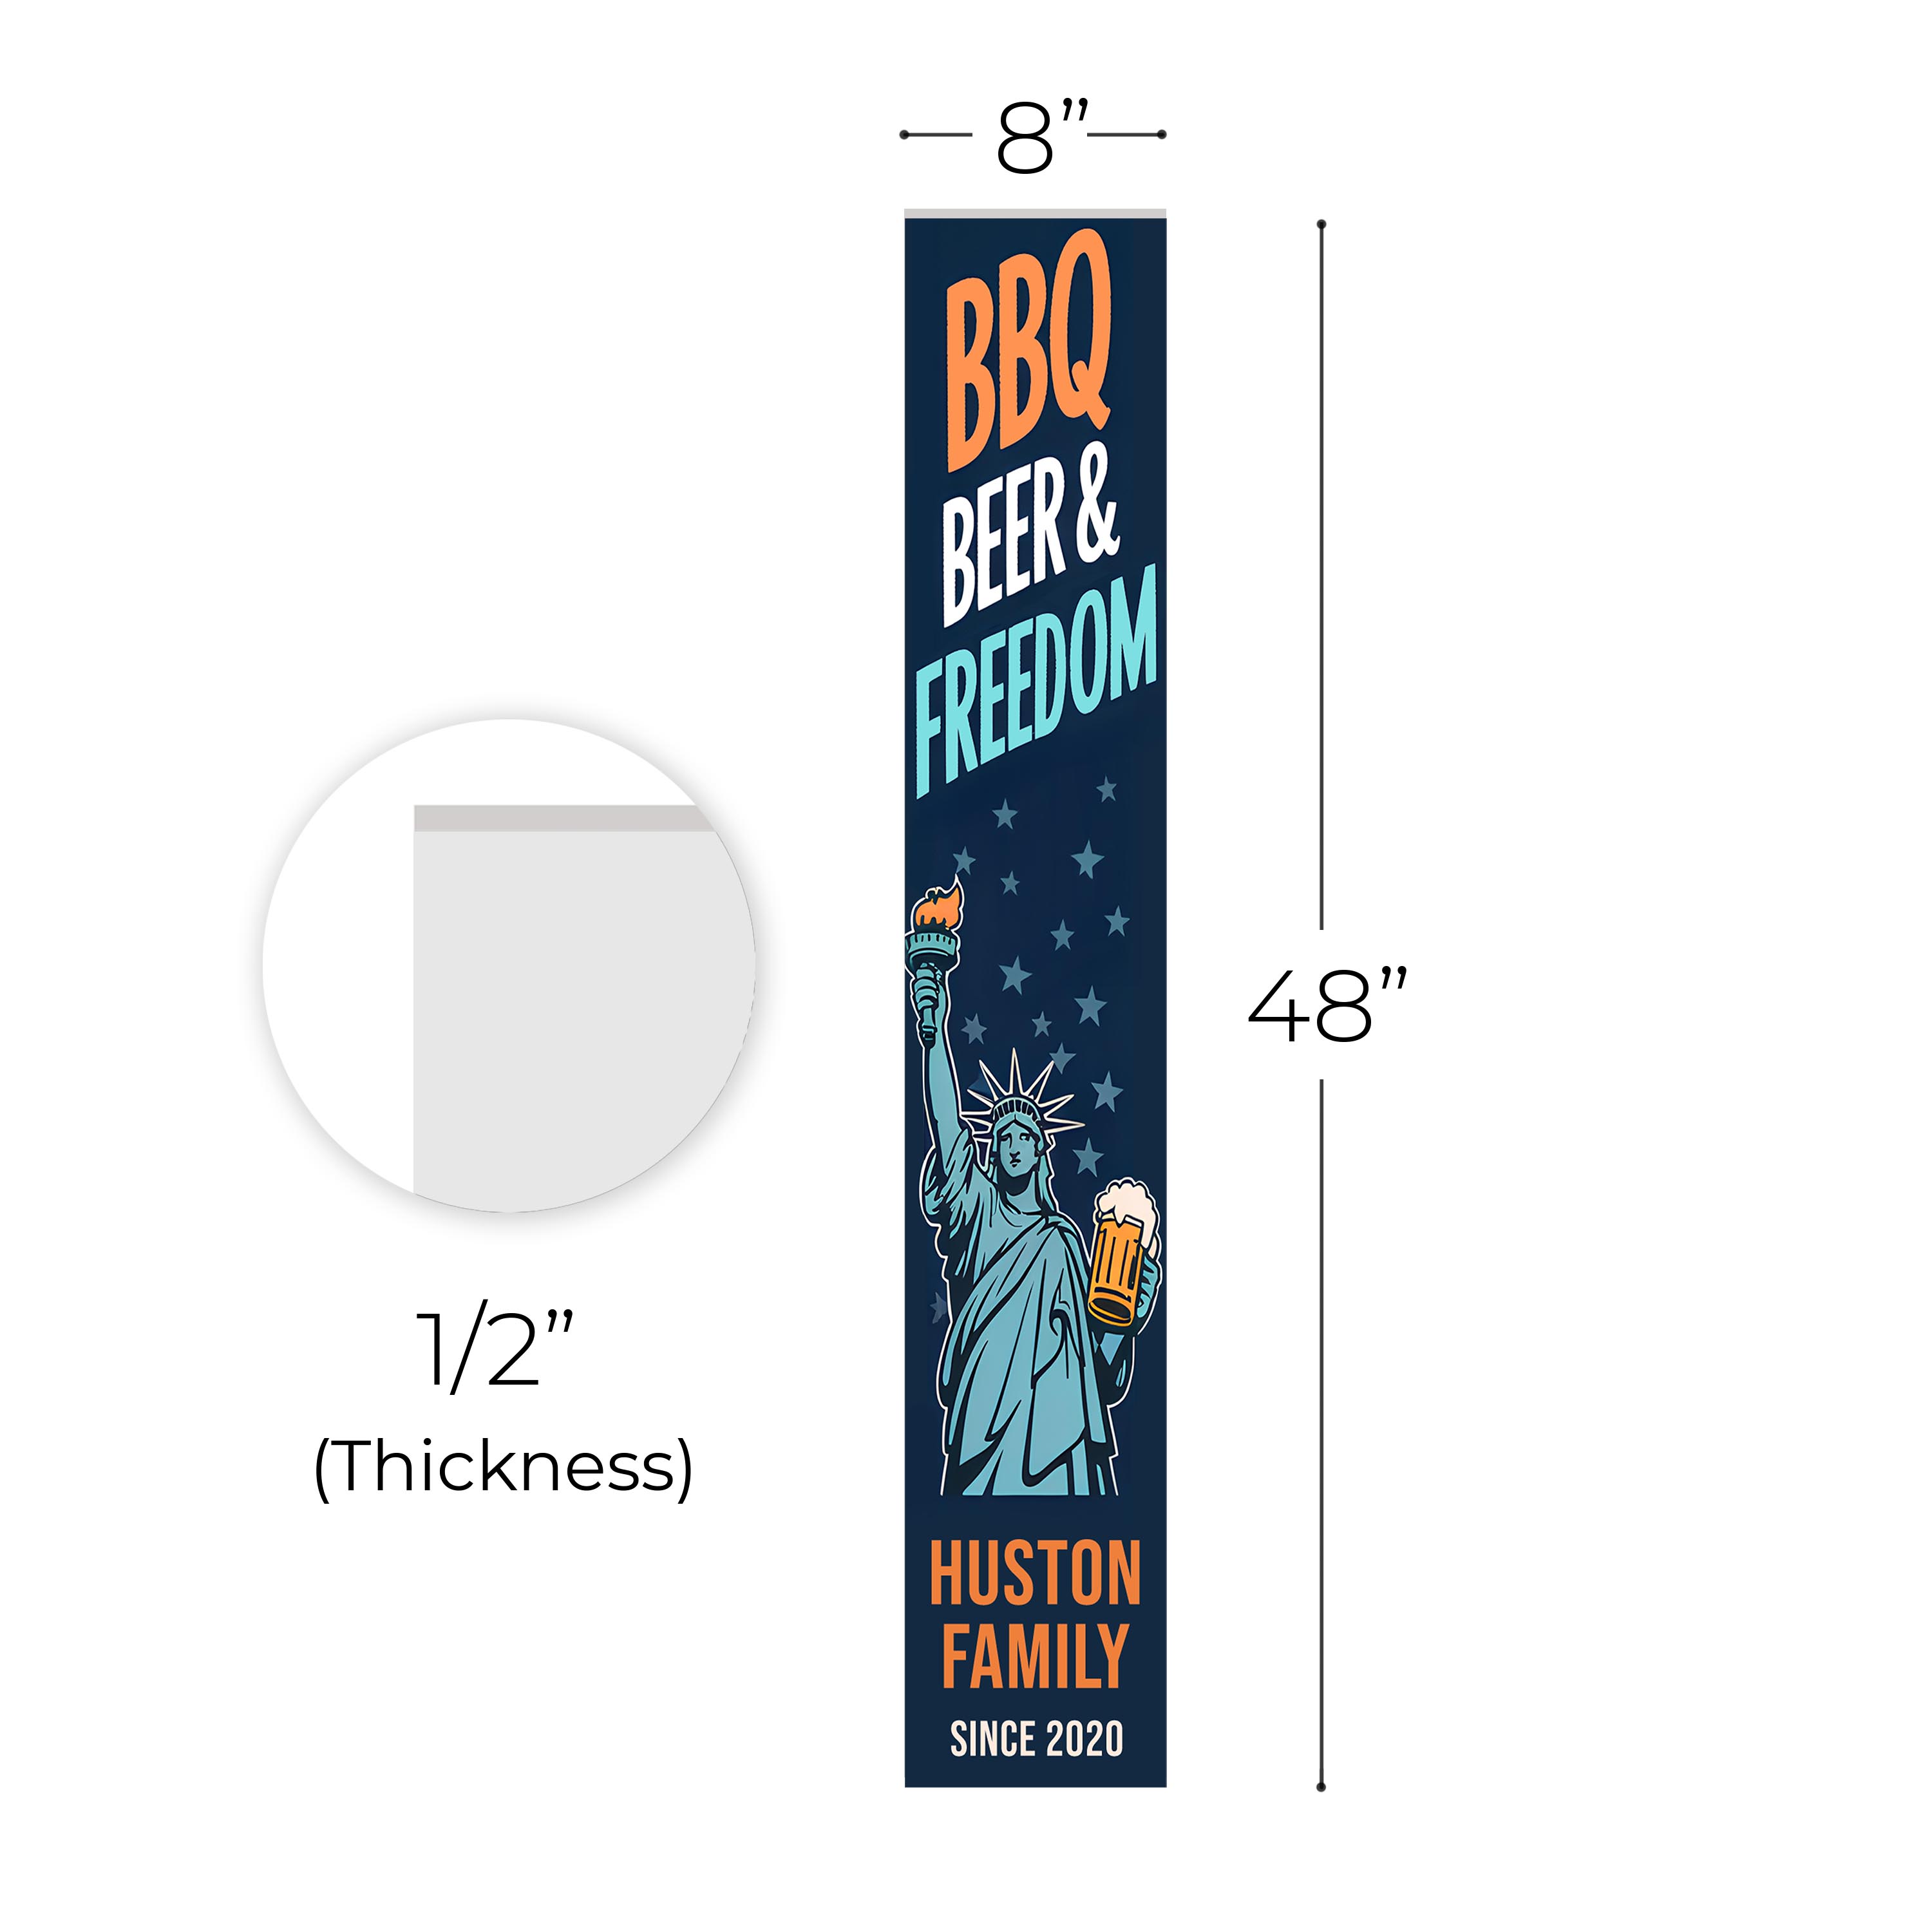 8”
BBQ
BEER &
FREEDOM
48”
1/2”
(Thickness)
HUSTON
FAMILY
SINCE 2020